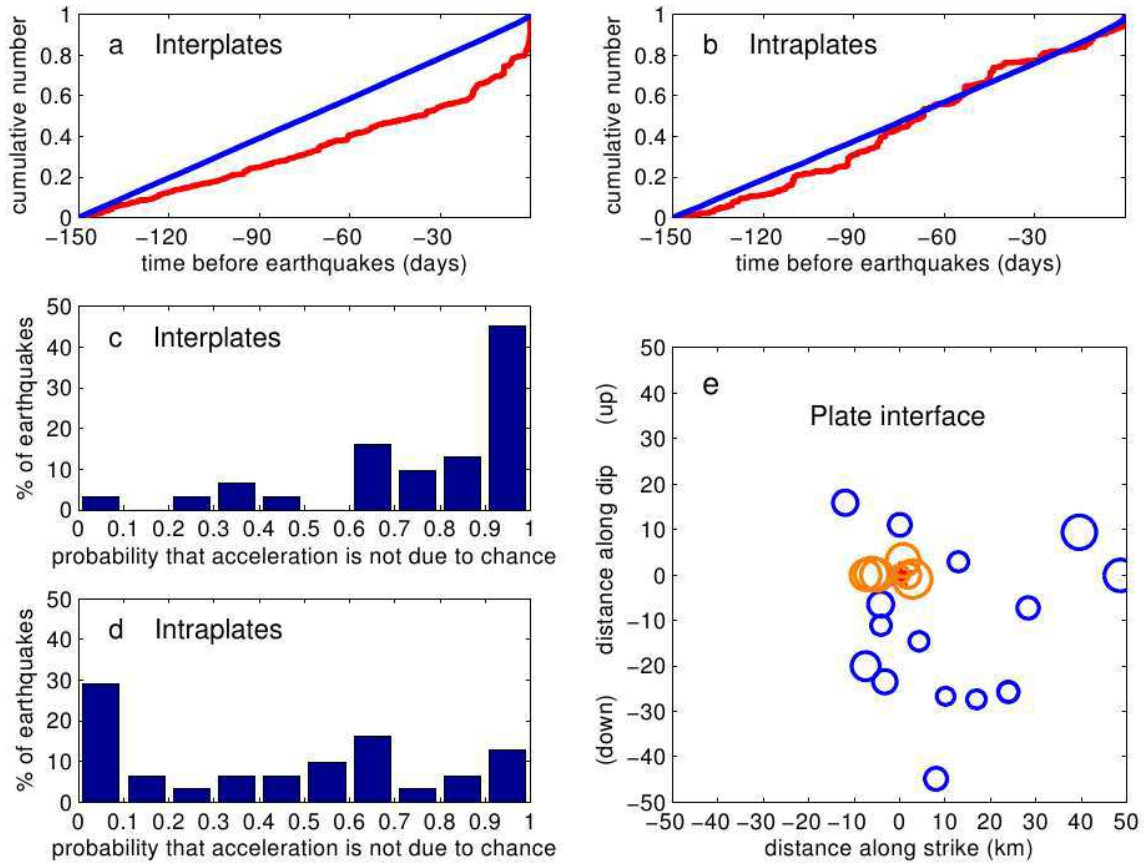 a Interplates
1
0.8
0.6
0.4
0.2
0
cumulative number
−150 −120 −90 −60 −30
time before earthquakes (days)
b Intraplates
1
0.8
0.6
0.4
0.2
0
cumulative number
−150 −120 −90 −60 −30
time before earthquakes (days)
c Interplates
50
40
30
20
10
0
% of earthquakes
0 0.1 0.2 0.3 0.4 0.5 0.6 0.7 0.8 0.9 1
probability that acceleration is not due to chance
d Intraplates
50
40
30
20
10
0
% of earthquakes
0 0.1 0.2 0.3 0.4 0.5 0.6 0.7 0.8 0.9 1
probability that acceleration is not due to chance
e
Plate interface
50
40
30
20
10
0
−10
−20
−30
−40
−50
(down) distance along dip (up)
−50 −40 −30 −20 −10 0 10 20 30 40 50
distance along strike (km)